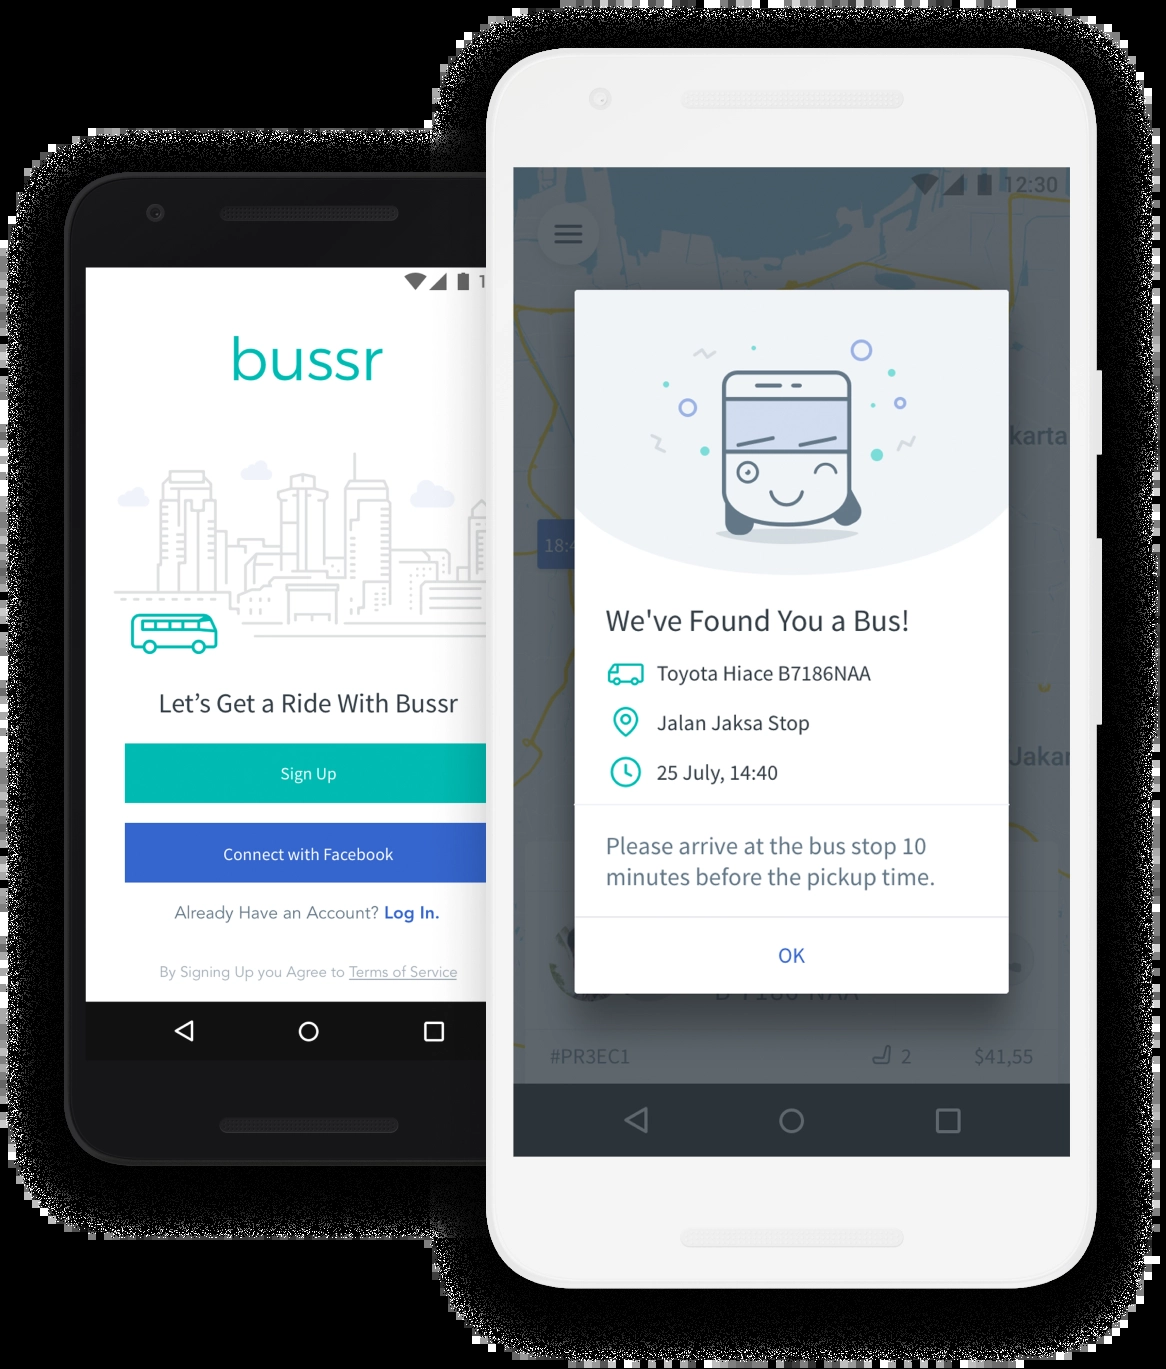 bussr
Let’s Get a Ride With Bussr
Sign Up
Connect with Facebook
Already Have an Account? Log In.
By Signing Up you Agree to Terms of Service
12:30
karta
18:4
We've Found You a Bus!
Toyota Hiace B7186NAA
Jalan Jaksa Stop
25 July, 14:40
Jakar
Please arrive at the bus stop 10
minutes before the pickup time.
OK
#PR3EC1
2
$41,55